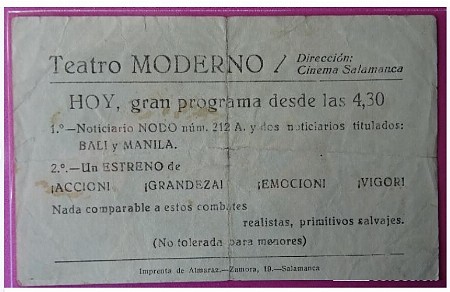 Teatro MODERNO / Dirección:
Cinema Salamanca
HOY, gran programa desde las 4,30
1.º—Noticiario NODO núm. 212 A. y dos noticiarios titulados:
BALI y MANILA.
2.º.—Un ESTRENO de
¡ACCION! ¡GRANDEZA! ¡EMOCION! ¡VIGOR!
Nada comparable a estos combates
realistas, primitivos salvajes.
(No tolerada para menores)
Imprenta de Almaraz.—Zamora, 19.—Salamanca